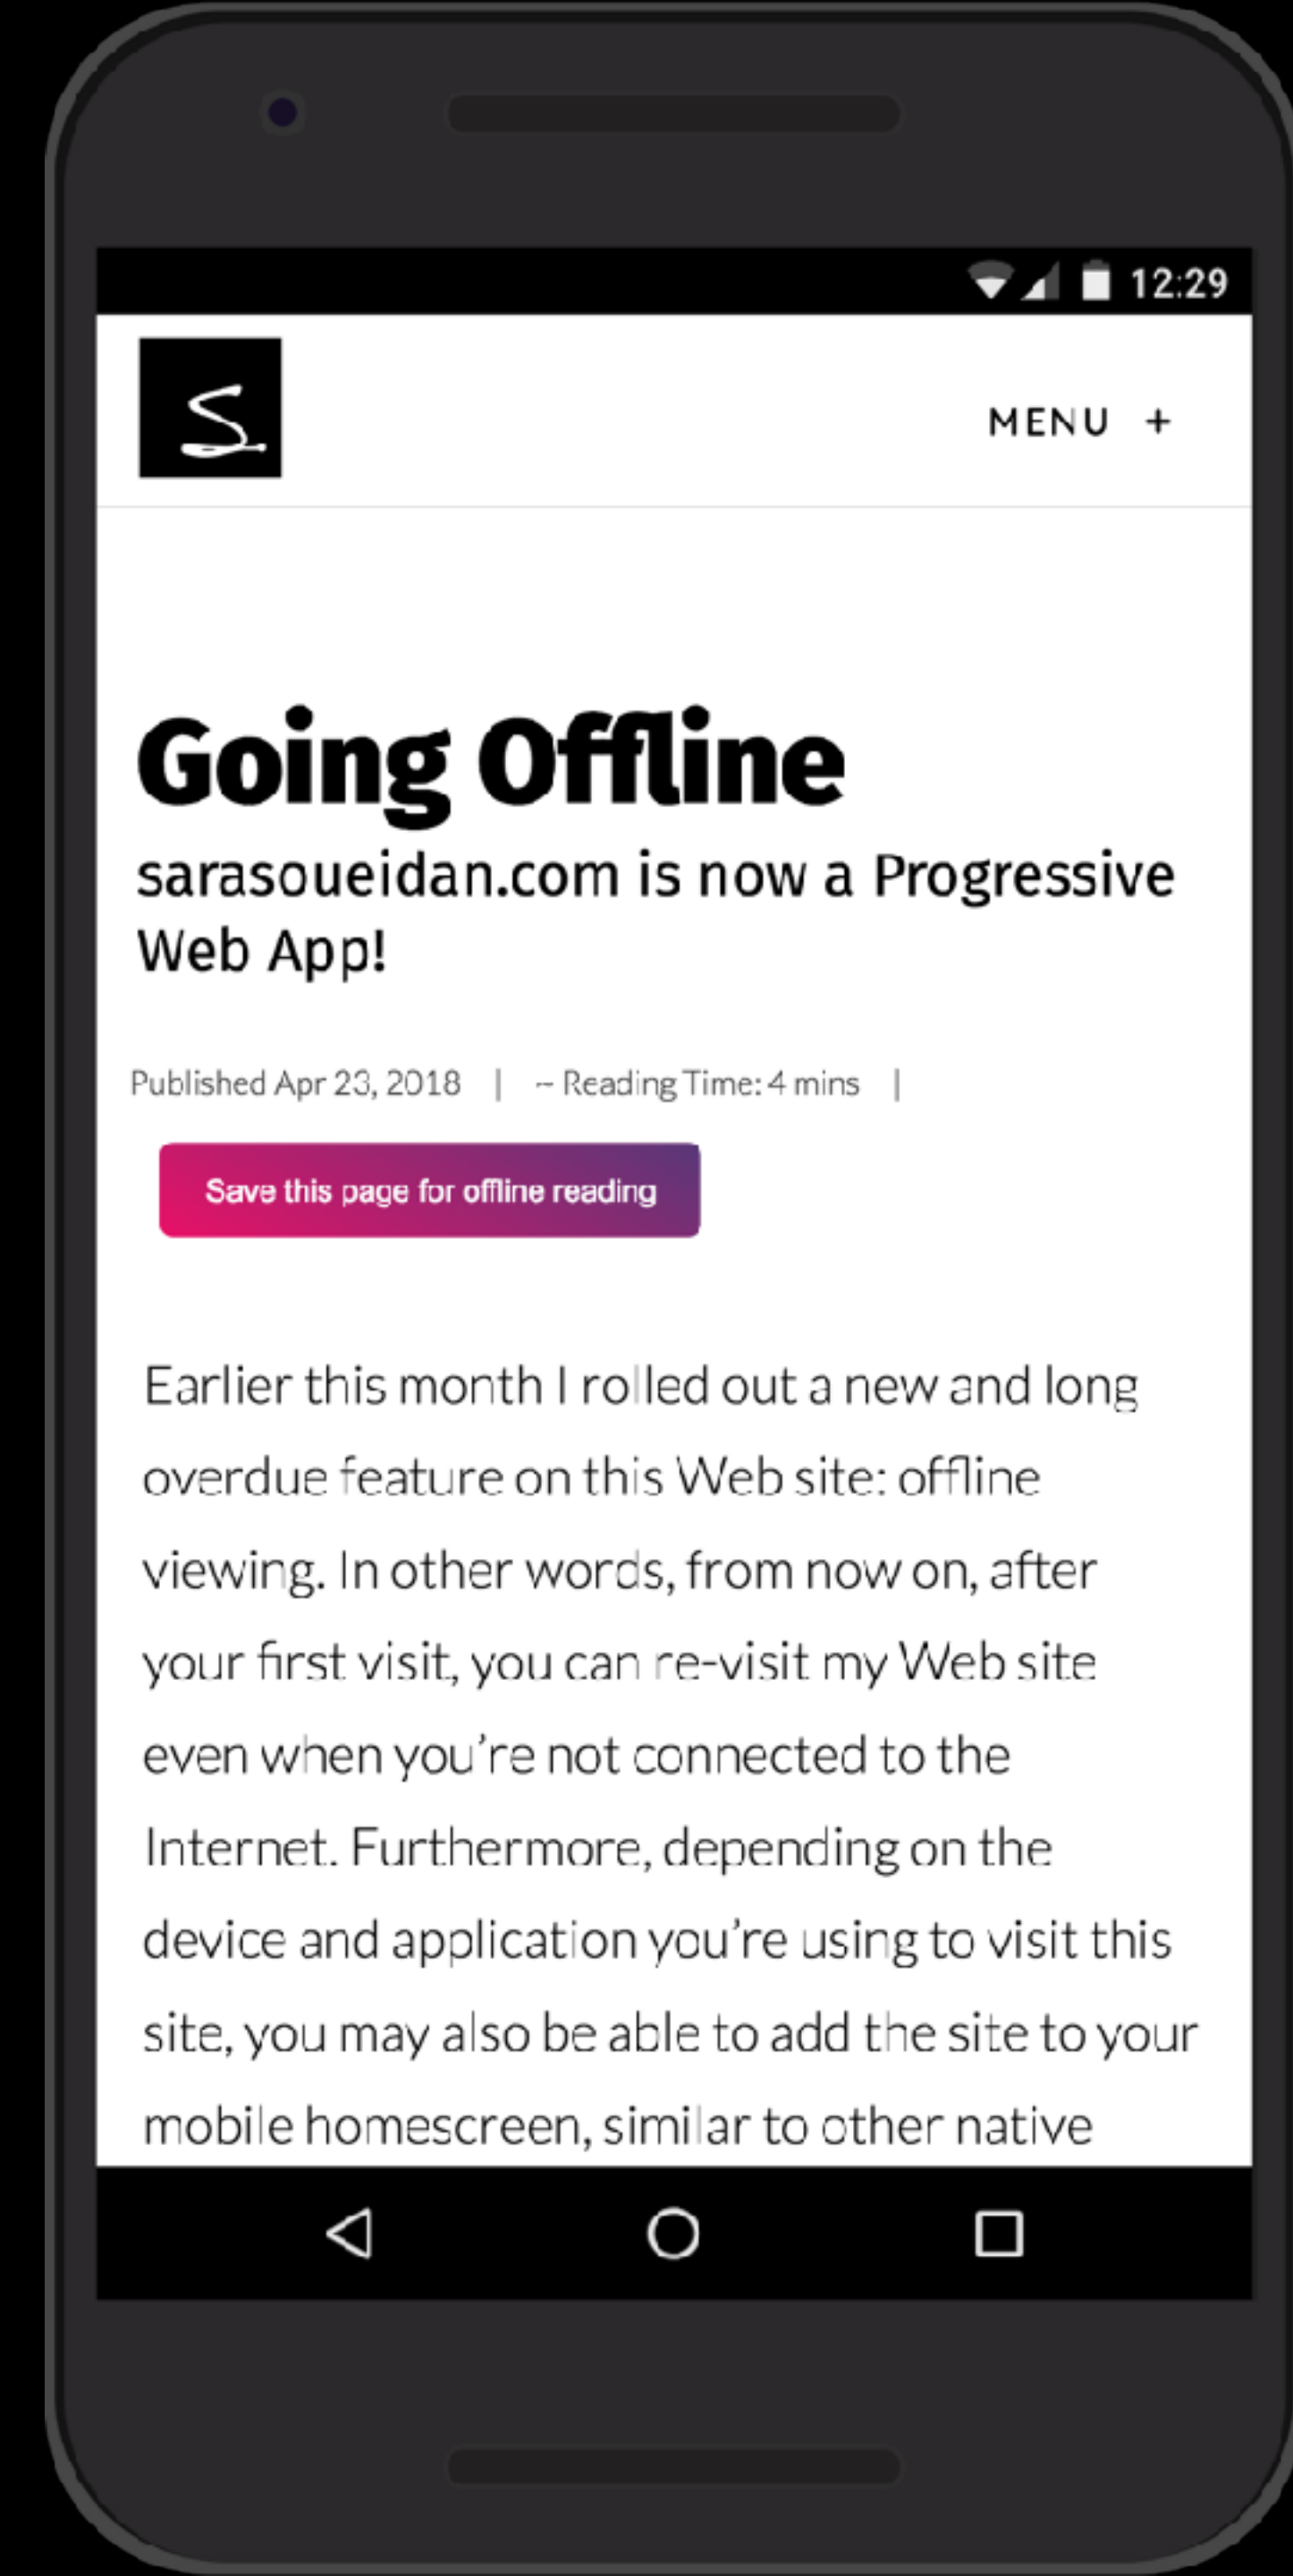 12:29
S
MENU +
Going Offline
sarasoueidan.com is now a Progressive
Web App!
Published Apr 23, 2018 | ~ Reading Time: 4 mins |
Save this page for offline reading
Earlier this month I rolled out a new and long
overdue feature on this Web site: offline
viewing. In other words, from now on, after
your first visit, you can re-visit my Web site
even when you’re not connected to the
Internet. Furthermore, depending on the
device and application you’re using to visit this
site, you may also be able to add the site to your
mobile homescreen, similar to other native